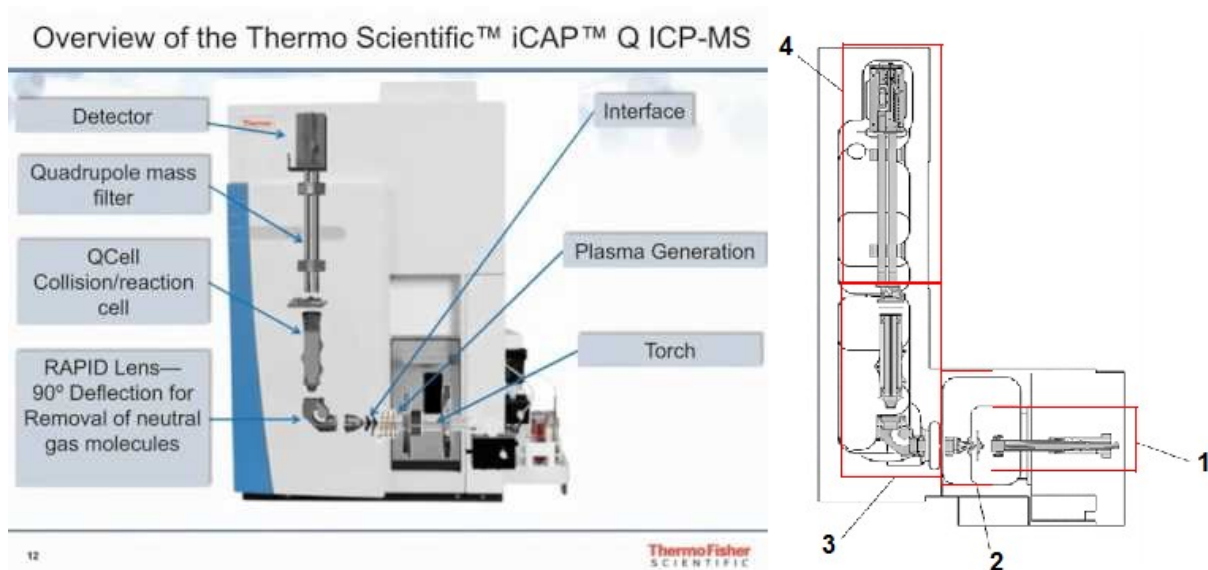 Overview of the Thermo Scientific™ iCAP™ Q ICP-MS
Detector
Quadrupole mass
filter
QCell
Collision/reaction
cell
RAPID Lens—
90º Deflection for
Removal of neutral
gas molecules
Thermo
Interface
Plasma Generation
Torch
12
ThermoFisher
SCIENTIFIC
4
1
3
2